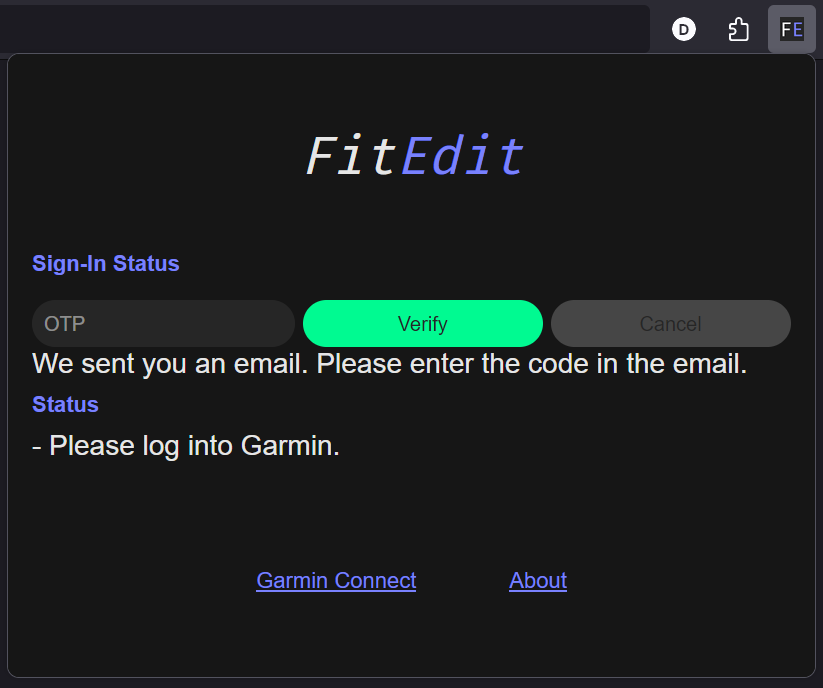 D
FE
FitEdit
Sign-In Status
OTP Verify Cancel
We sent you an email. Please enter the code in the email.
Status
- Please log into Garmin.
Garmin Connect About